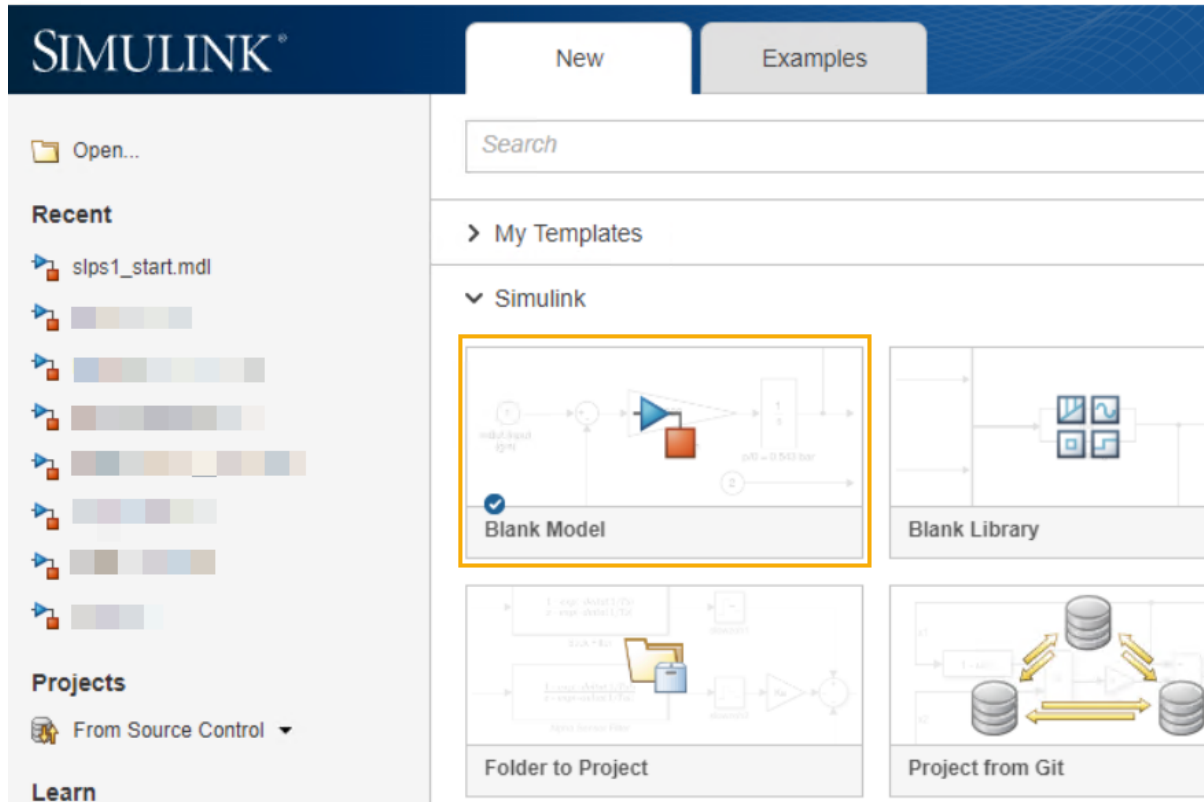 SIMULINK®
New
Examples
Open...
Recent
slps1_start.mdl
Projects
From Source Control
Learn
Search
My Templates
Simulink
Blank Model
Blank Library
Folder to Project
Project from Git